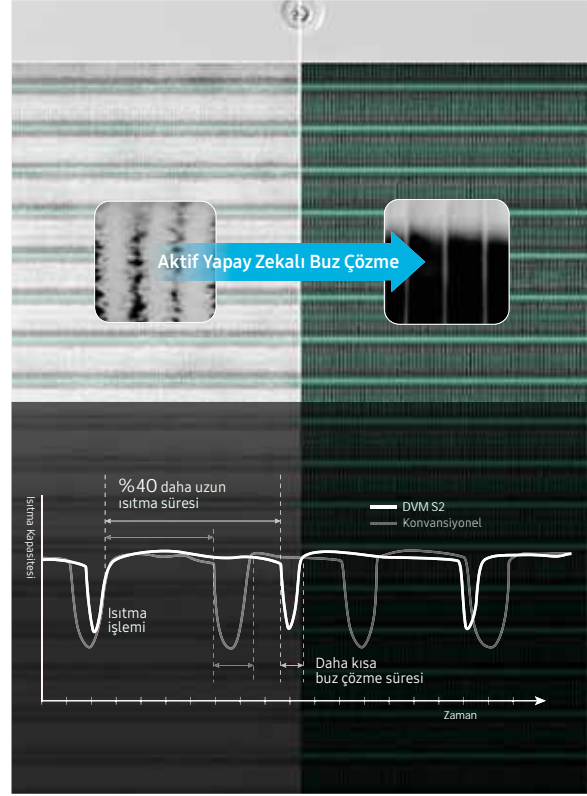 Aktif Yapay Zekalı Buz Çözme
%40 daha uzun
ısıtma süresi
DVM S2
Konvansiyonel
Isıtma Kapasitesi
Isıtma
işlemi
Daha kısa
buz çözme süresi
Zaman